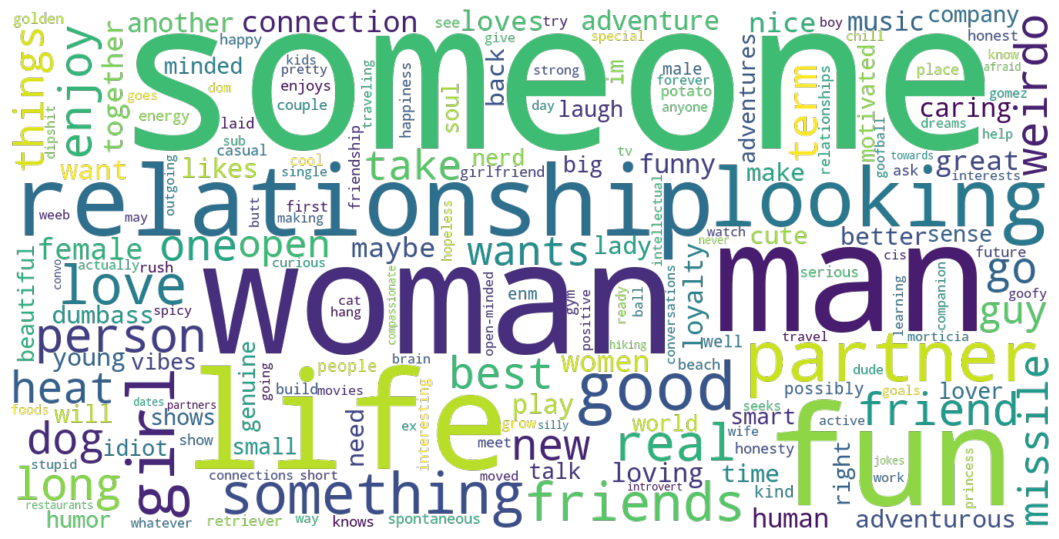 someone
relationship
looking
woman
man
life
fun
something
partner
good
person
girl
friends
friend
real
new
best
one
open
wants
love
take
things
enjoy
long
dog
heat
missile
weirdo
term
go
guy
golden
another
connection
loves
adventure
nice
music
company
see
try
boy
chill
honest
know
afraid
happy
give
special
minded
kids
pretty
enjoys
couple
back
strong
im
male
forever
potato
anyone
place
gomez
together
goes
dom
energy
traveling
happiness
soul
day
laugh
adventures
motivated
relationships
caring
dreams
help
dipshit
laid
sub
casual
friendship
goofball
towards
ask
great
interests
want
likes
outgoing
cool
single
nerd
girlfriend
big
tv
funny
make
weeb
may
butt
first
making
hopeless
intellectual
watch
never
cute
better
sense
female
maybe
lady
cis
future
beautiful
actually
convo
rush
curious
serious
dumbass
spicy
cat
hang
compassionate
enm
open-minded
gym
positive
ready
ball
conversations
loyalty
learning
companion
goofy
hiking
well
travel
morticia
young
vibes
genuine
going
people
brain
women
beach
dude
build
movies
interesting
possibly
goals
lover
foods
will
dates
partners
shows
ex
grow
silly
play
world
smart
seeks
active
wife
idiot
show
small
need
meet
honesty
jokes
stupid
connections
short
moved
talk
loving
time
kind
right
work
princess
introvert
restaurants
humor
whatever
retriever
way
knows
spontaneous
human
adventurous